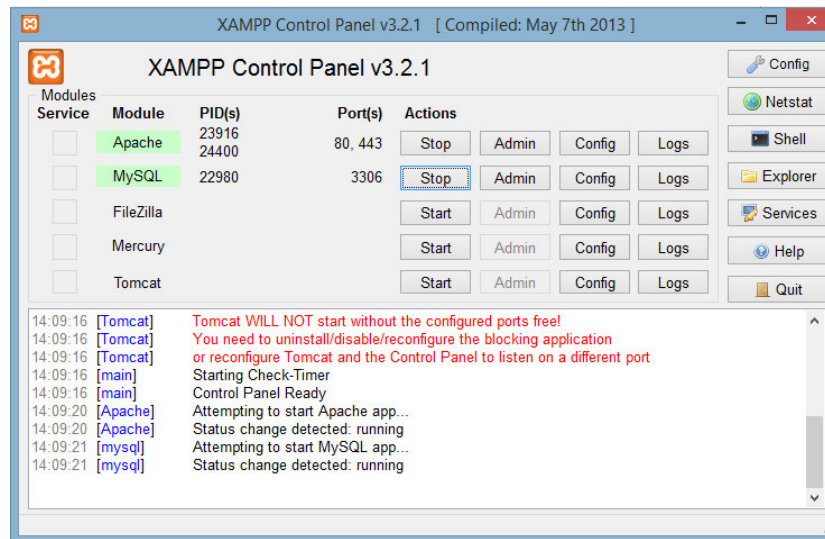 XAMPP Control Panel v3.2.1 [ Compiled: May 7th 2013 ]
XAMPP Control Panel v3.2.1
Config
Modules
Service Module PID(s) Port(s) Actions
Netstat
Apache 23916 24400 80, 443 Stop Admin Config Logs
Shell
MySQL 22980 3306 Stop Admin Config Logs
Explorer
FileZilla Start Admin Config Logs
Services
Mercury Start Admin Config Logs
Help
Tomcat Start Admin Config Logs
Quit
14:09:16 [Tomcat] Tomcat WILL NOT start without the configured ports free!
14:09:16 [Tomcat] You need to uninstall/disable/reconfigure the blocking application
14:09:16 [Tomcat] or reconfigure Tomcat and the Control Panel to listen on a different port
14:09:16 [main] Starting Check-Timer
14:09:16 [main] Control Panel Ready
14:09:20 [Apache] Attempting to start Apache app...
14:09:20 [Apache] Status change detected: running
14:09:21 [mysql] Attempting to start MySQL app...
14:09:21 [mysql] Status change detected: running